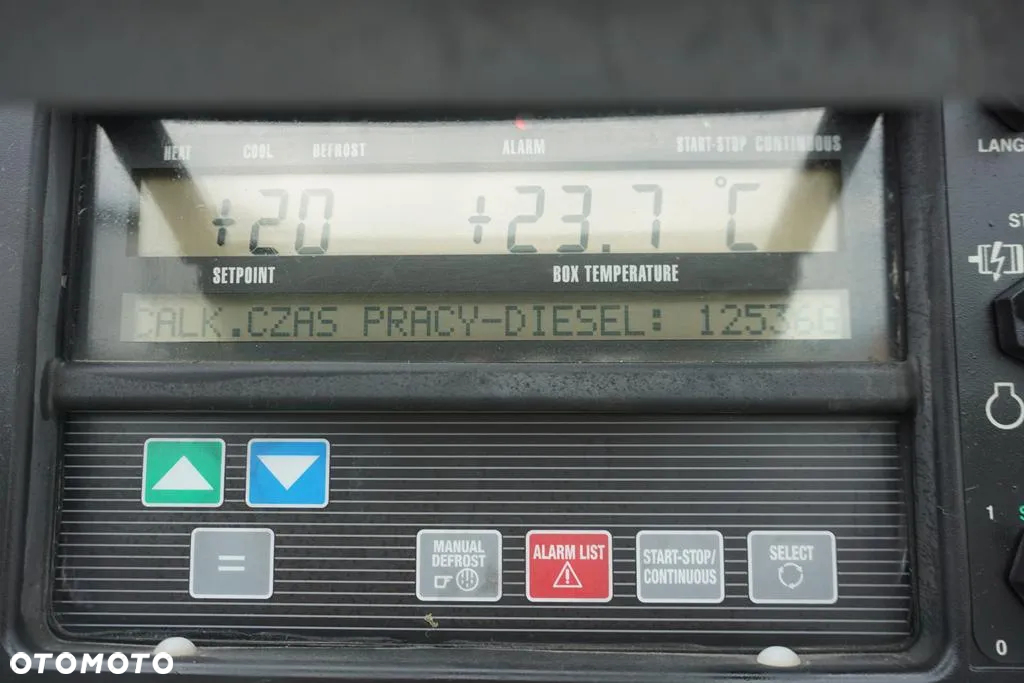 HEAT COOL DEFROST ALARM START-STOP CONTINUOUS
+20 +23.7 °C
SETPOINT BOX TEMPERATURE
CALK.CZAS PRACY-DIESEL: 12536G
MANUAL DEFROST
ALARM LIST
START-STOP/
CONTINUOUS
SELECT
=
LANG
ST
1
S
0
OTOMOTO